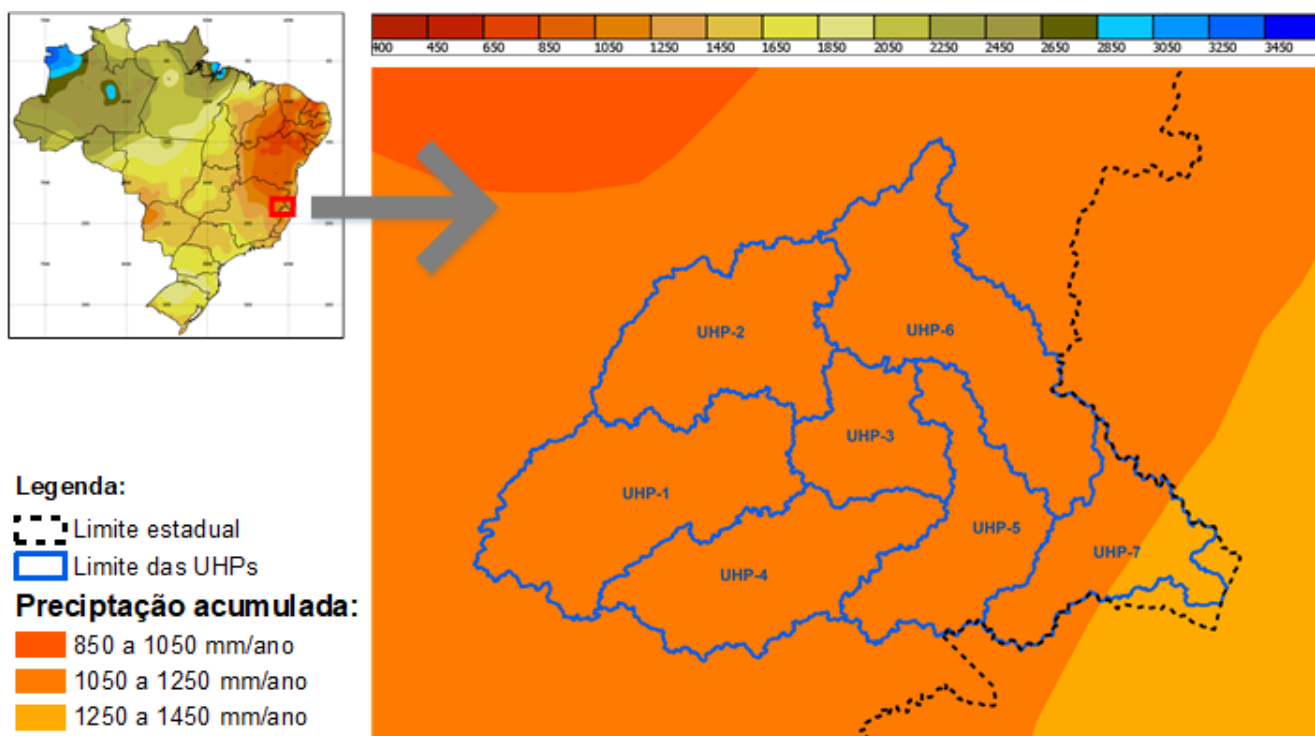 400 450 650 850 1050 1250 1450 1650 1850 2050 2250 2450 2650 2850 3050 3250 3450
UHP-2
UHP-6
UHP-3
UHP-1
UHP-5
UHP-7
UHP-4
Legenda:
Limite estadual
Limite das UHPs
Preciptação acumulada:
850 a 1050 mm/ano
1050 a 1250 mm/ano
1250 a 1450 mm/ano